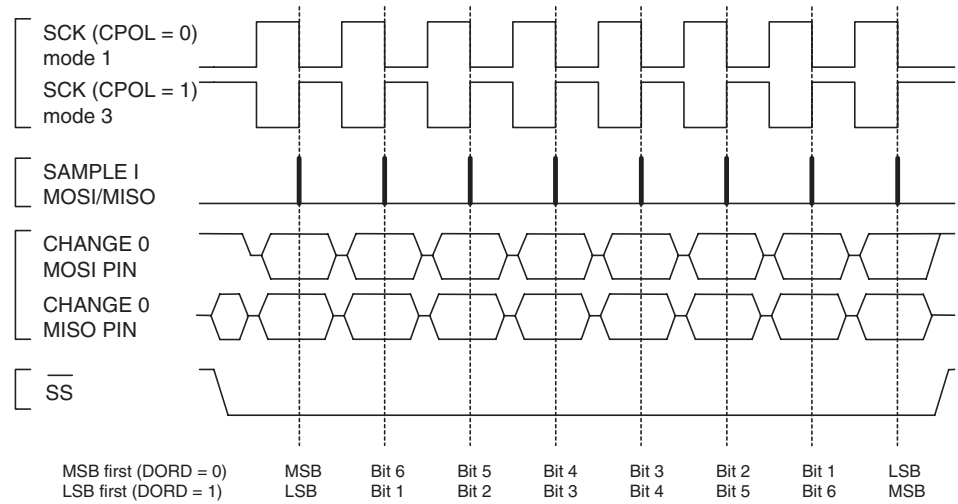 SCK (CPOL = 0)
mode 1
SCK (CPOL = 1)
mode 3
SAMPLE I
MOSI/MISO
CHANGE 0
MOSI PIN
CHANGE 0
MISO PIN
SS
MSB first (DORD = 0) MSB Bit 6 Bit 5 Bit 4 Bit 3 Bit 2 Bit 1 LSB
LSB first (DORD = 1) LSB Bit 1 Bit 2 Bit 3 Bit 4 Bit 5 Bit 6 MSB